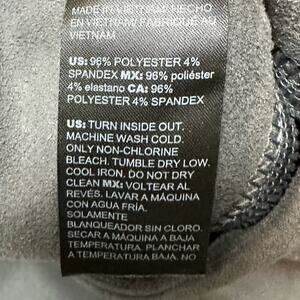 MADE IN VIETNAM/ HECHO
EN VIETNAM/ FABRIQUÉ AU
VIETNAM
US: 96% POLYESTER 4%
SPANDEX MX: 96% poliéster
4% elastano CA: 96%
POLYESTER 4% SPANDEX
US: TURN INSIDE OUT.
MACHINE WASH COLD.
ONLY NON-CHLORINE
BLEACH. TUMBLE DRY LOW.
COOL IRON. DO NOT DRY
CLEAN MX: VOLTEAR AL
REVÉS. LAVAR A MÁQUINA
CON AGUA FRÍA.
SOLAMENTE
BLANQUEADOR SIN CLORO.
SECAR A MÁQUINA A BAJA
TEMPERATURA. PLANCHAR
A TEMPERATURA BAJA. NO